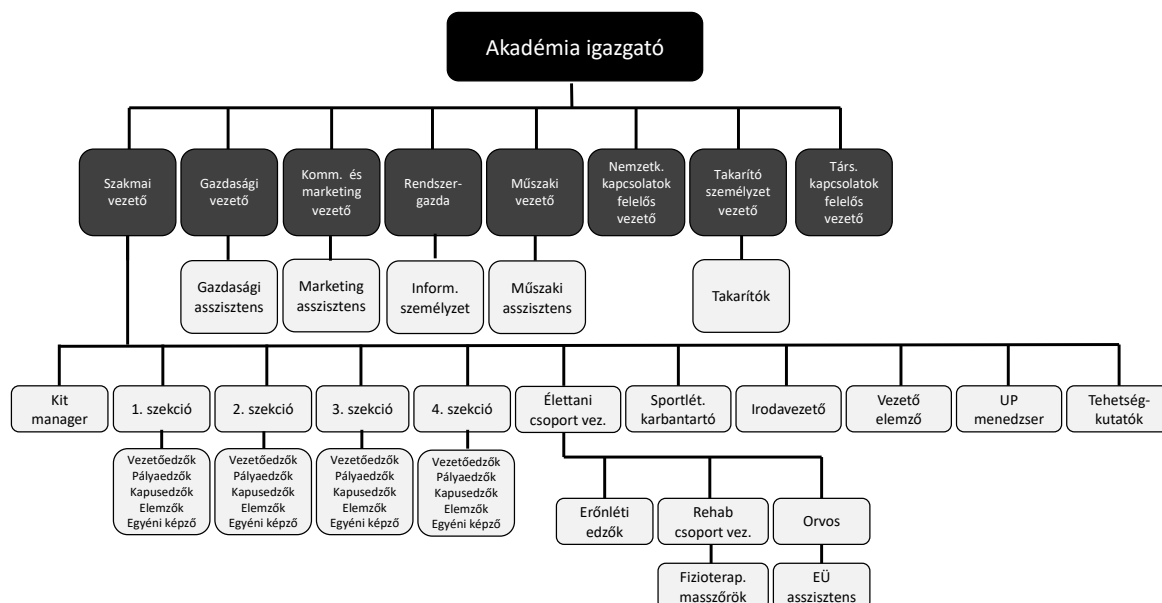 Akadémia igazgató
Szakmai
vezető
Gazdasági
vezető
Komm. és
marketing
vezető
Rendszer-
gazda
Műszaki
vezető
Nemzetk.
kapcsolatok
felelős
vezető
Takarító
személyzet
vezető
Társ.
kapcsolatok
felelős
vezető
Gazdasági
asszisztens
Marketing
asszisztens
Inform.
személyzet
Műszaki
asszisztens
Takarítók
Kit
manager
1. szekció
2. szekció
3. szekció
4. szekció
Élettani
csoport vez.
Sportlét.
karbantartó
Irodavezető
Vezető
elemző
UP
menedzser
Tehetség-
kutatók
Vezetőedzők
Pályaedzők
Kapusedzők
Elemzők
Egyéni képző
Vezetőedzők
Pályaedzők
Kapusedzők
Elemzők
Egyéni képző
Vezetőedzők
Pályaedzők
Kapusedzők
Elemzők
Egyéni képző
Vezetőedzők
Pályaedzők
Kapusedzők
Elemzők
Egyéni képző
Erőnléti
edzők
Rehab
csoport vez.
Orvos
Fizioterap.
masszőrök
EÜ
asszisztens